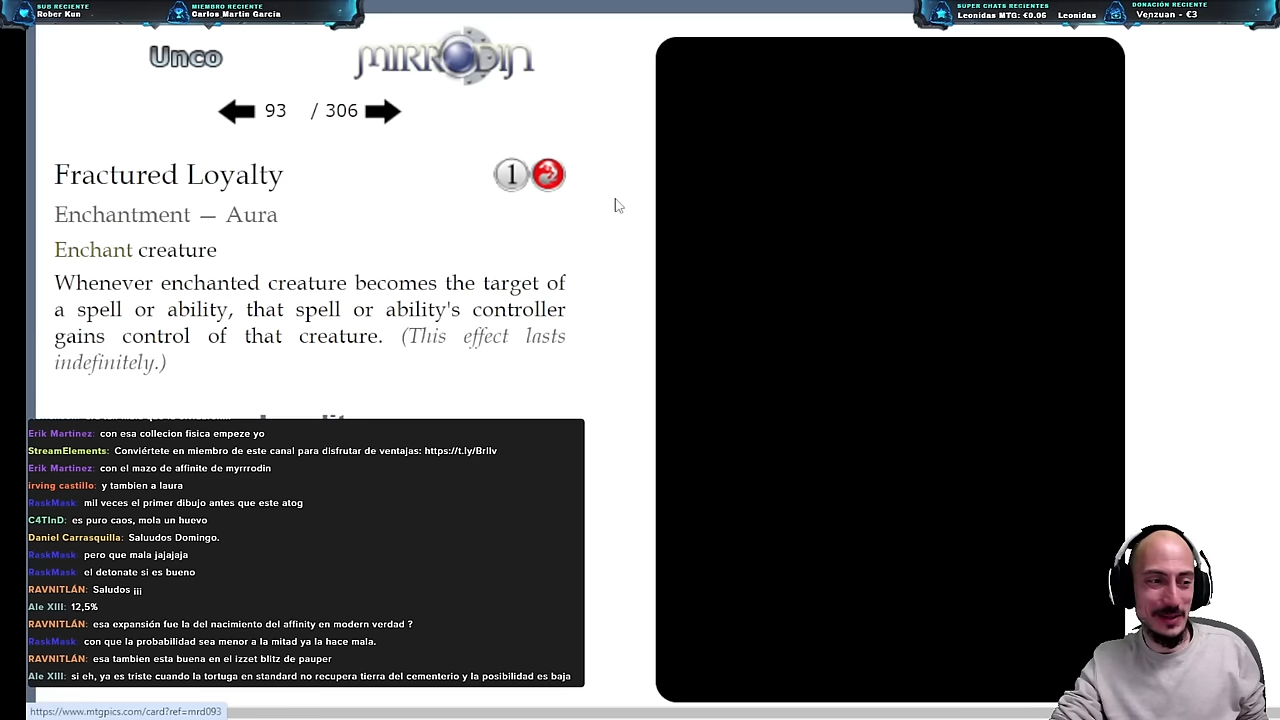 SUB RECIENTE
Rober Kun
MIEMBRO RECIENTE
Carlos Martin Garcia
SUPER CHATS RECIENTES
Leonidas MTG: €0.06 Leonidas
DONACIÓN RECIENTE
Venzuan - €3
Unco
MIRRODIN
93 / 306
Fractured Loyalty
1
Enchantment — Aura
Enchant creature
Whenever enchanted creature becomes the target of
a spell or ability, that spell or ability's controller
gains control of that creature. (This effect lasts
indefinitely.)
Erik Martinez: con esa collecion fisica empeze yo
StreamElements: Conviértete en miembro de este canal para disfrutar de ventajas: https://t.ly/BrlIv
Erik Martinez: con el mazo de affinite de myrrrodin
irving castillo: y tambien a laura
RaskMask: mil veces el primer dibujo antes que este atog
C4TInD: es puro caos, mola un huevo
Daniel Carrasquilla: Saluudos Domingo.
RaskMask: pero que mala jajajaja
RaskMask: el detonate si es bueno
RAVNITLÁN: Saludos ¡¡¡
Ale XIII: 12,5%
RAVNITLÁN: esa expansión fue la del nacimiento del affinity en modern verdad ?
RaskMask: con que la probabilidad sea menor a la mitad ya la hace mala.
RAVNITLÁN: esa tambien esta buena en el izzet blitz de pauper
Ale XIII: si eh, ya es triste cuando la tortuga en standard no recupera tierra del cementerio y la posibilidad es baja
https://www.mtgpics.com/card?ref=mrd093